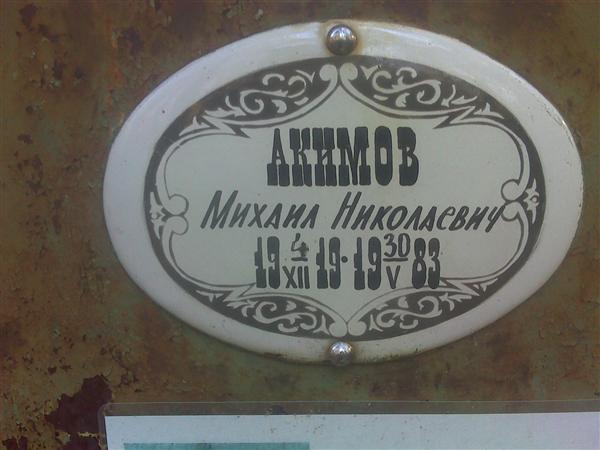 АКИМОВ
Михаил Николаевич
19 4/XII 19 · 19 30/V 83